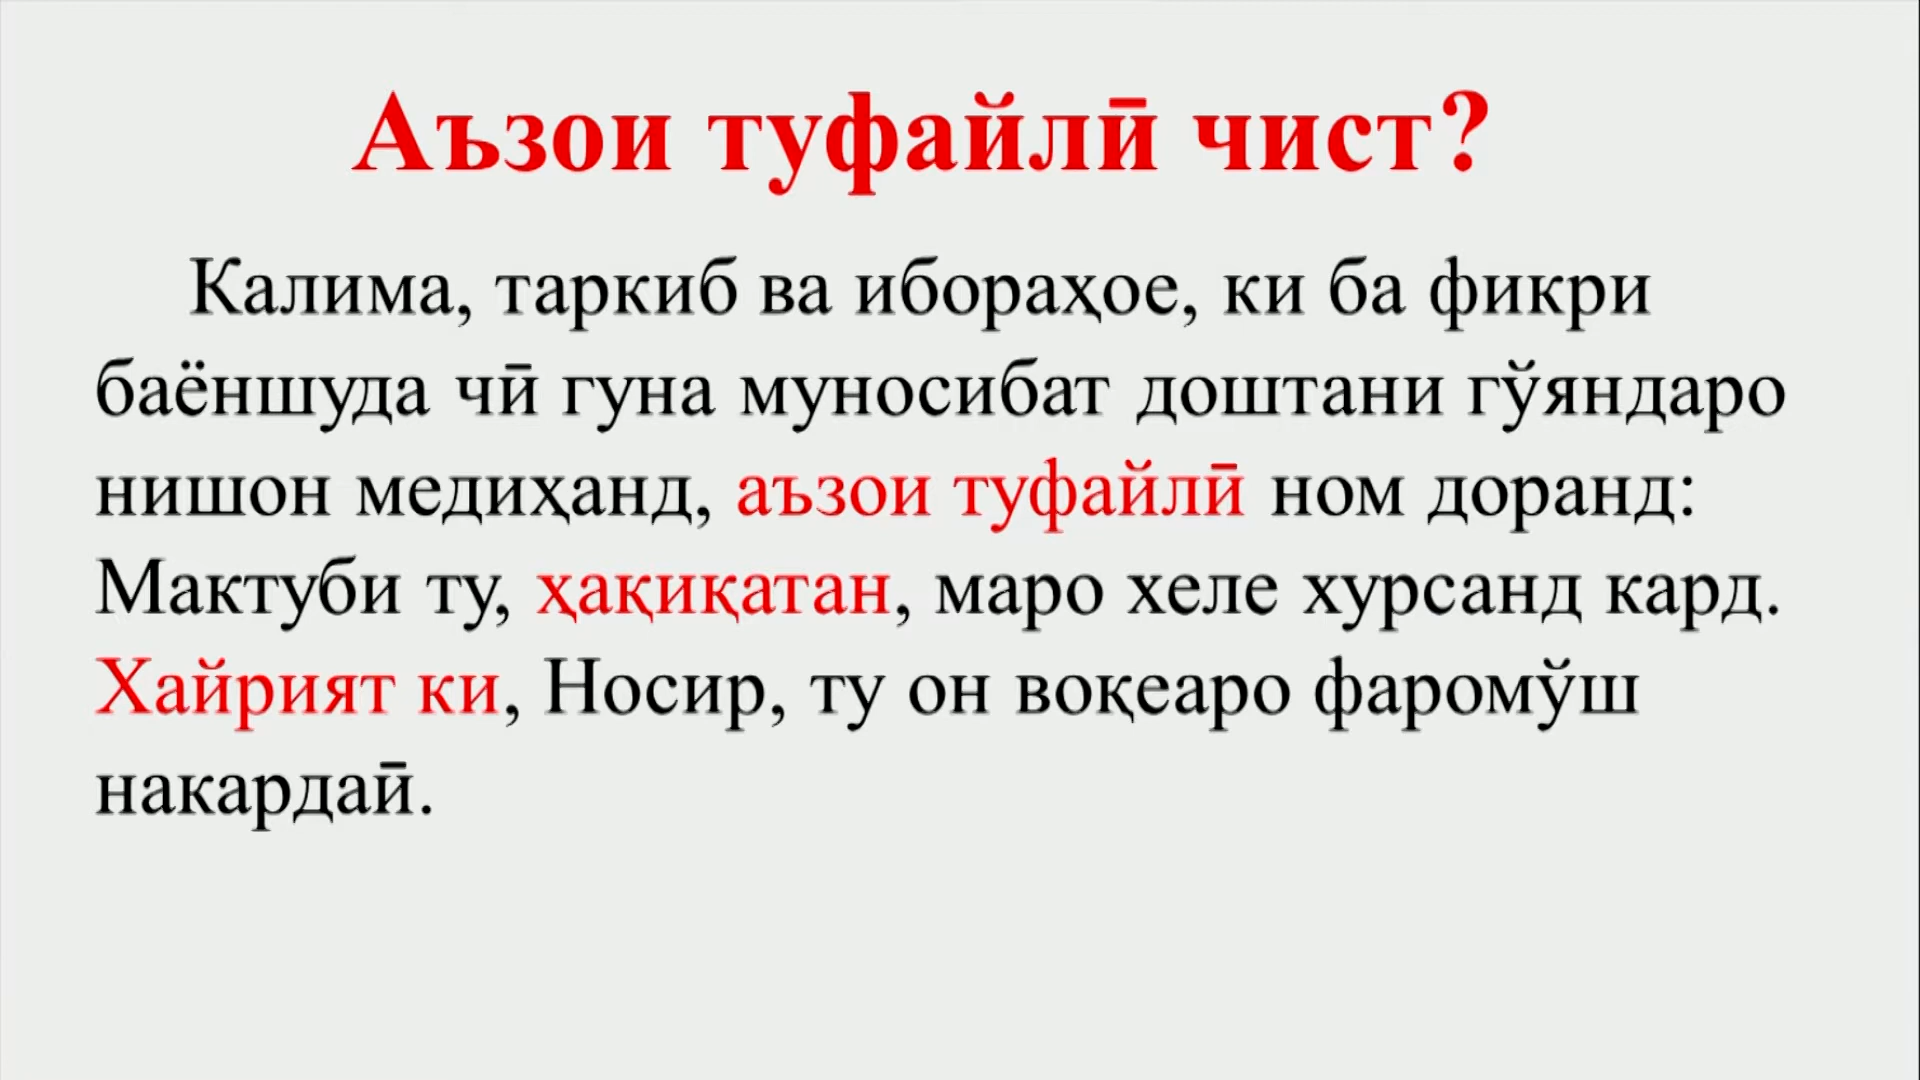 Аъзои туфайлӣ чист?
Калима, таркиб ва ибораҳое, ки ба фикри
баёншуда чӣ гуна муносибат доштани гӯяндаро
нишон медиҳанд, аъзои туфайлӣ ном доранд:
Мактуби ту, ҳақиқатан, маро хеле хурсанд кард.
Хайрият ки, Носир, ту он воқеаро фаромӯш
накардаӣ.